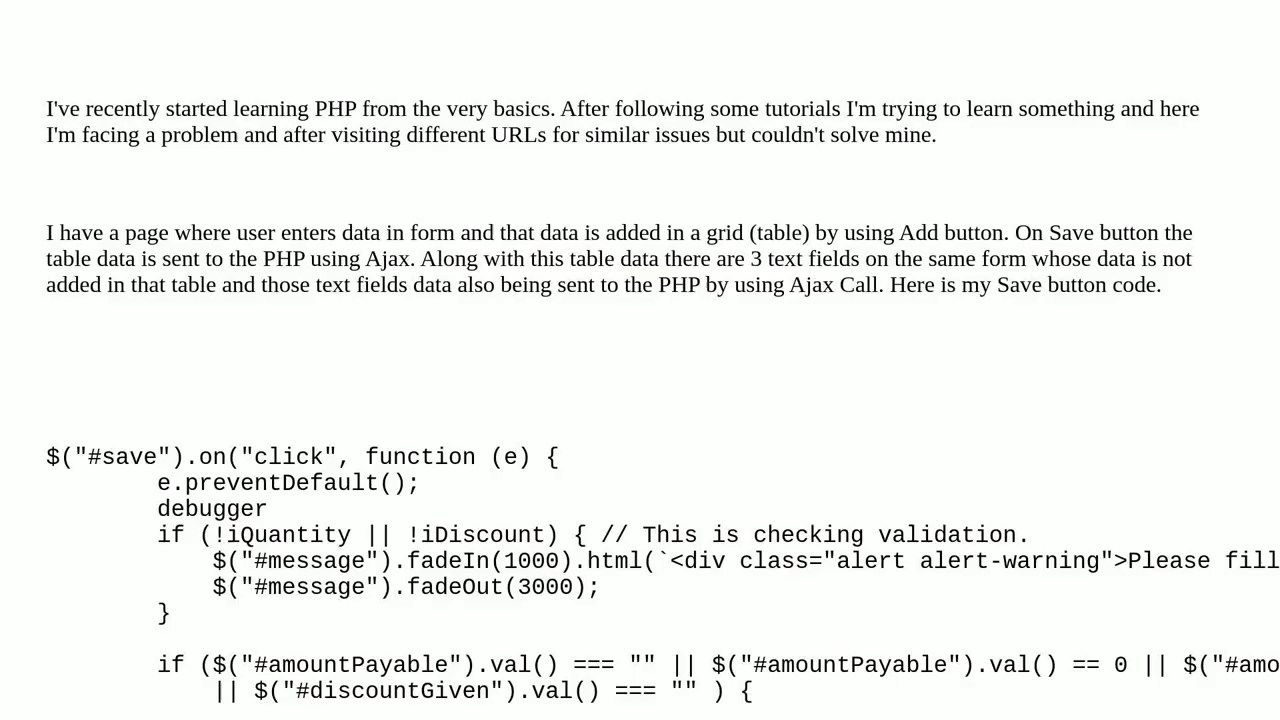 I've recently started learning PHP from the very basics. After following some tutorials I'm trying to learn something and here
I'm facing a problem and after visiting different URLs for similar issues but couldn't solve mine.
I have a page where user enters data in form and that data is added in a grid (table) by using Add button. On Save button the
table data is sent to the PHP using Ajax. Along with this table data there are 3 text fields on the same form whose data is not
added in that table and those text fields data also being sent to the PHP by using Ajax Call. Here is my Save button code.
$("#save").on("click", function (e) {
        e.preventDefault();
        debugger
        if (!iQuantity || !iDiscount) { // This is checking validation.
            $("#message").fadeIn(1000).html(`<div class="alert alert-warning">Please fill
            $("#message").fadeOut(3000);
        }
        if ($("#amountPayable").val() === "" || $("#amountPayable").val() == 0 || $("#amo
            || $("#discountGiven").val() === "" ) {